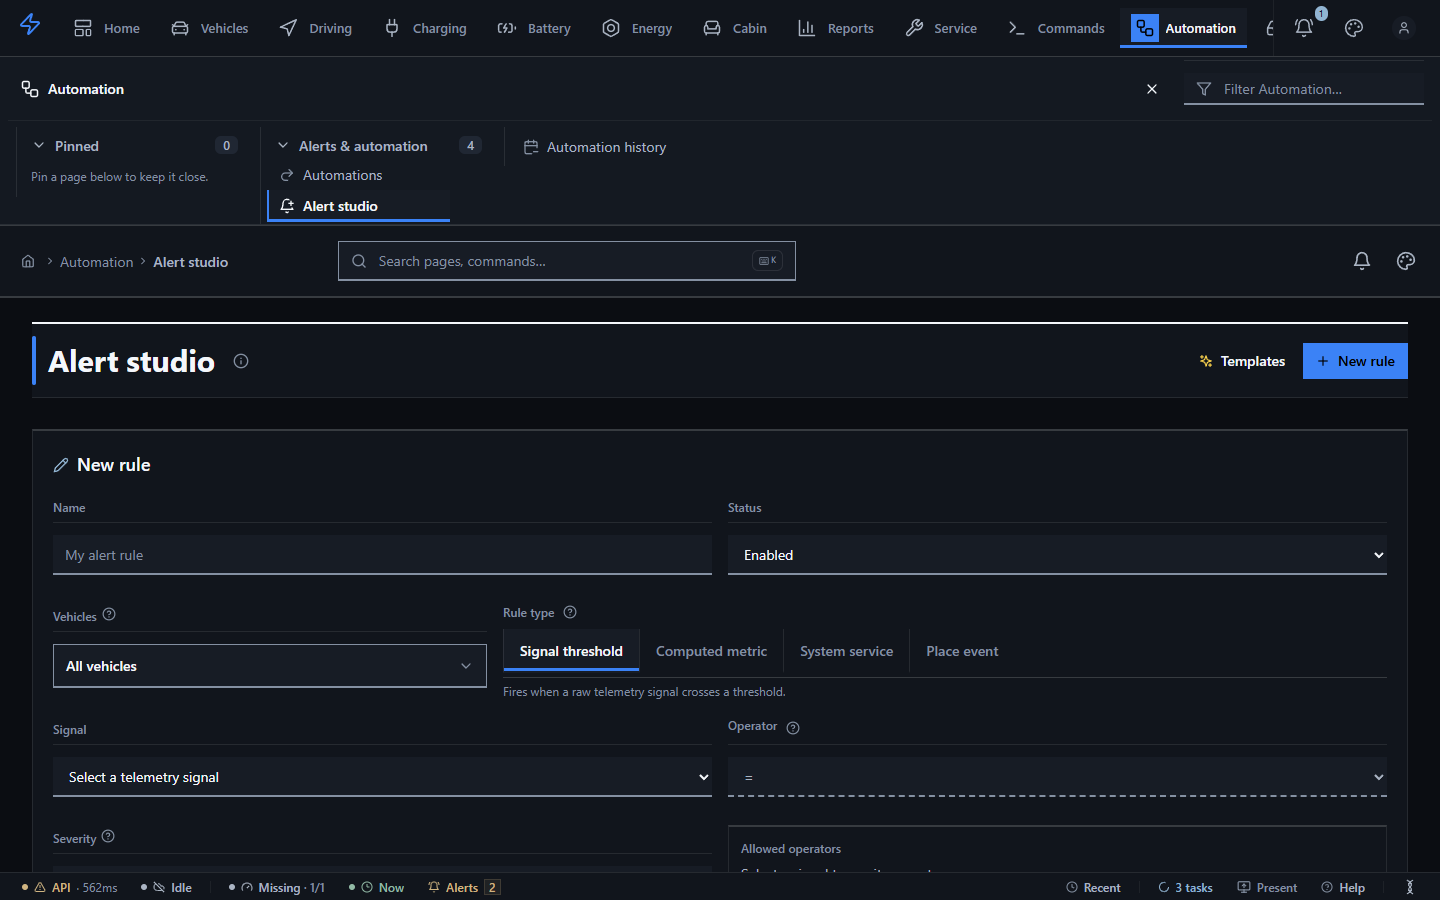 Home
Vehicles
Driving
Charging
Battery
Energy
Cabin
Reports
Service
Commands
Automation
1
Automation
Filter Automation...
Pinned
0
Alerts & automation
4
Automation history
Pin a page below to keep it close.
Automations
Alert studio
Automation
Alert studio
Search pages, commands...
K
Alert studio
Templates
New rule
New rule
Name
Status
My alert rule
Enabled
Vehicles
Rule type
All vehicles
Signal threshold
Computed metric
System service
Place event
Fires when a raw telemetry signal crosses a threshold.
Signal
Operator
Select a telemetry signal
=
Severity
Allowed operators
API · 562ms
Idle
Missing · 1/1
Now
Alerts 2
Recent
3 tasks
Present
Help